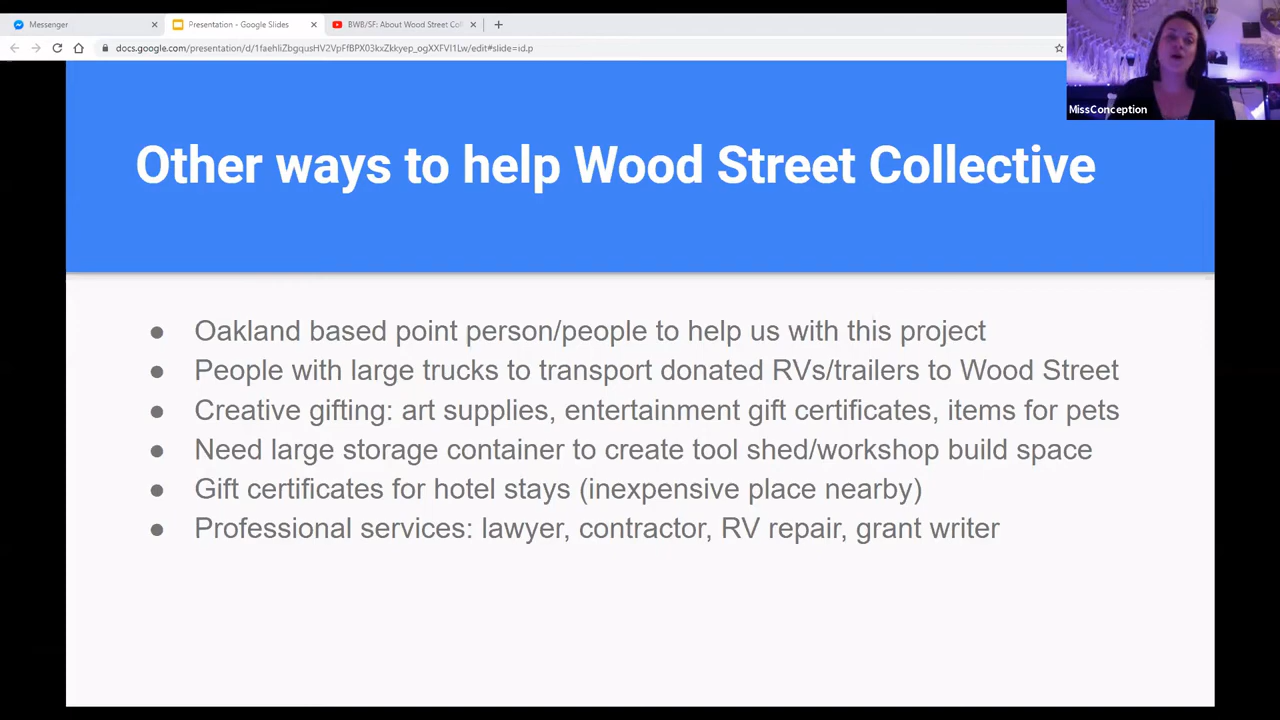 Messenger
Presentation - Google Slides
BWB/SF: About Wood Street Col
docs.google.com/presentation/d/1faehIiZbgqusHV2VpFfBPX03kxZkkyep_ogXXFVI1Lw/edit#slide=id.p
MissConception
Other ways to help Wood Street Collective
● Oakland based point person/people to help us with this project
● People with large trucks to transport donated RVs/trailers to Wood Street
● Creative gifting: art supplies, entertainment gift certificates, items for pets
● Need large storage container to create tool shed/workshop build space
● Gift certificates for hotel stays (inexpensive place nearby)
● Professional services: lawyer, contractor, RV repair, grant writer